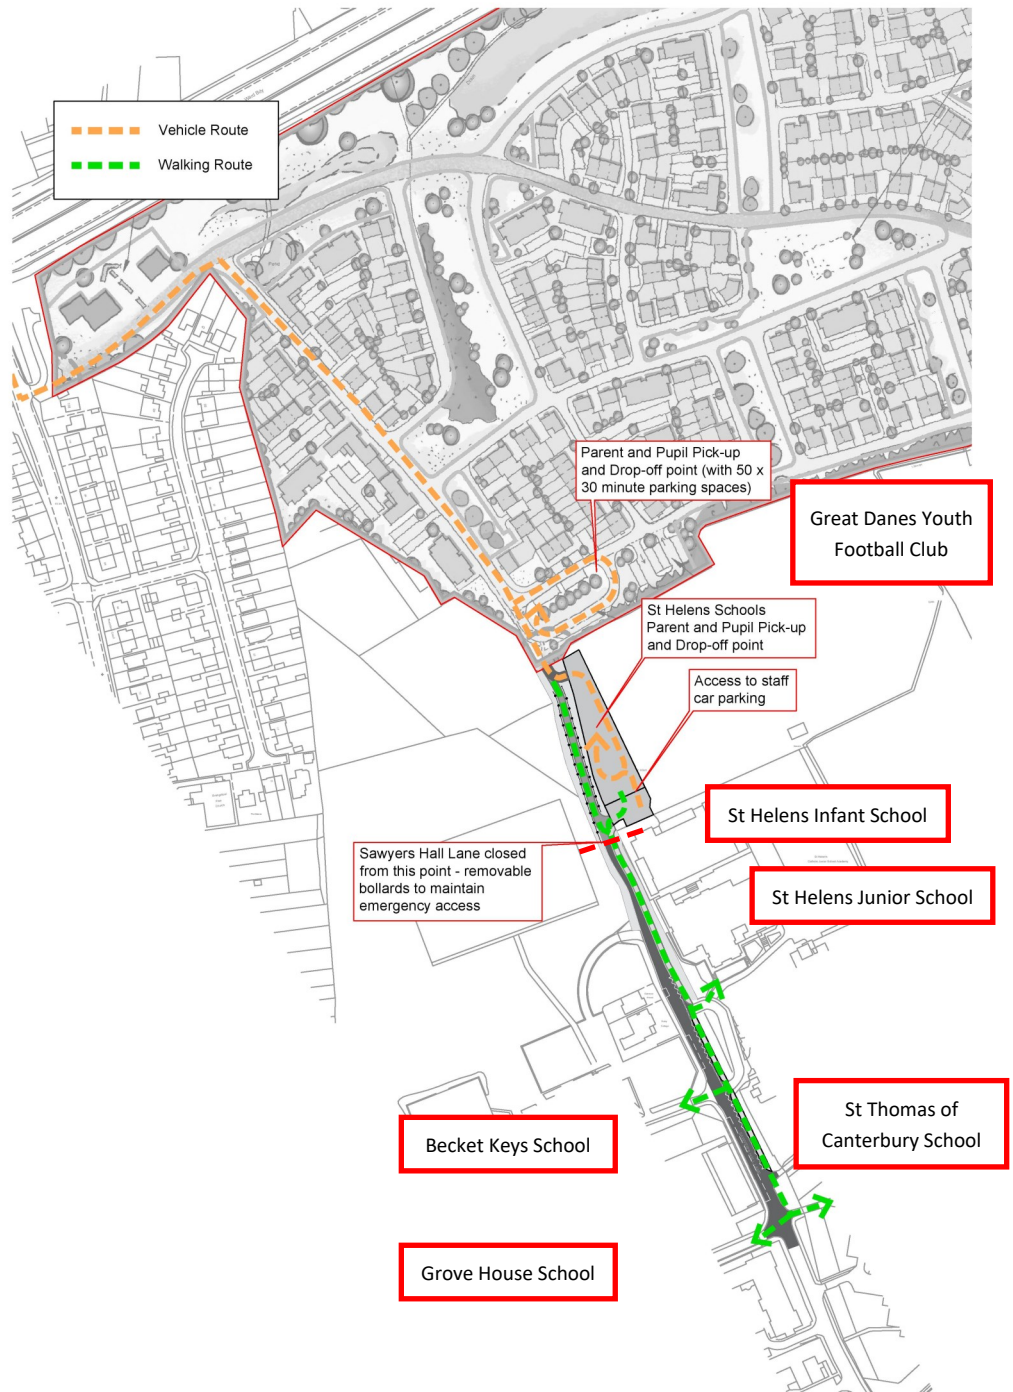 Vehicle Route
Walking Route
Parent and Pupil Pick-up
and Drop-off point (with 50 x
30 minute parking spaces)
Great Danes Youth
Football Club
St Helens Schools
Parent and Pupil Pick-up
and Drop-off point
Access to staff
car parking
St Helens Infant School
Sawyers Hall Lane closed
from this point - removable
bollards to maintain
emergency access
St Helens Junior School
St Thomas of
Canterbury School
Becket Keys School
Grove House School